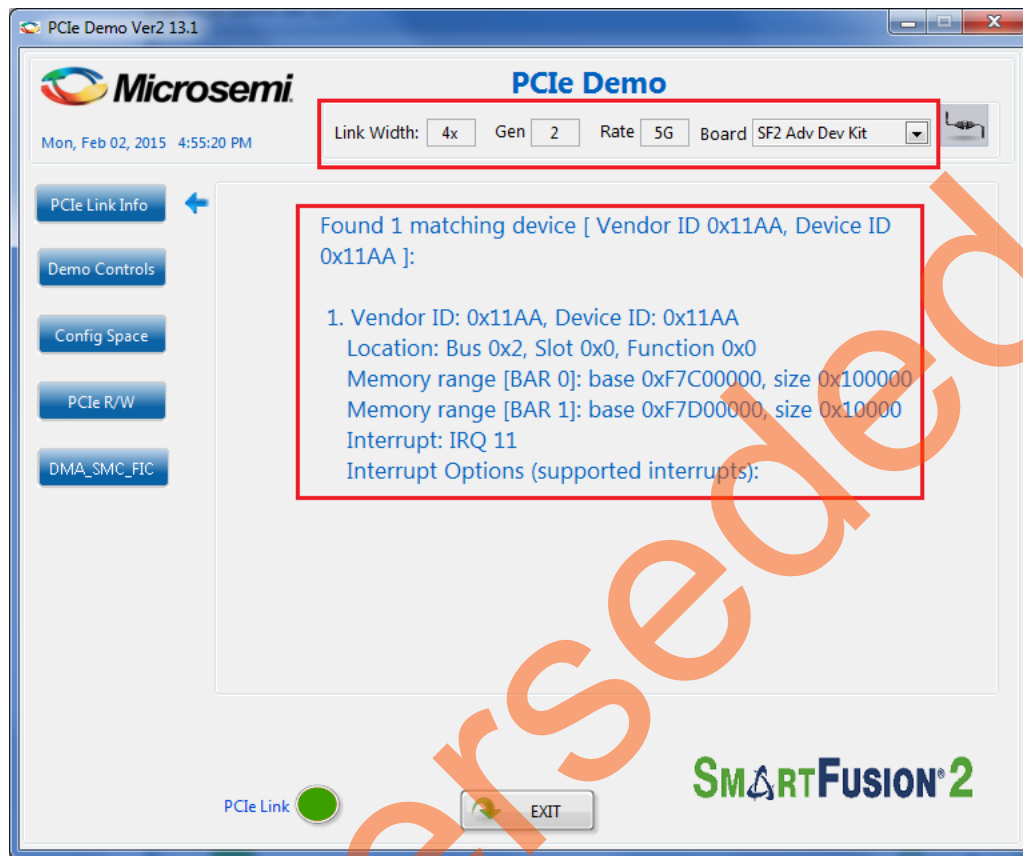 PCIe Demo Ver2 13.1
Microsemi.
PCIe Demo
Mon, Feb 02, 2015 4:55:20 PM
Link Width: 4x Gen 2 Rate 5G Board SF2 Adv Dev Kit
PCIe Link Info
Demo Controls
Config Space
PCIe R/W
DMA_SMC_FIC
Found 1 matching device [ Vendor ID 0x11AA, Device ID
0x11AA ]:
1. Vendor ID: 0x11AA, Device ID: 0x11AA
Location: Bus 0x2, Slot 0x0, Function 0x0
Memory range [BAR 0]: base 0xF7C00000, size 0x100000
Memory range [BAR 1]: base 0xF7D00000, size 0x10000
Interrupt: IRQ 11
Interrupt Options (supported interrupts):
erseded
SMARTFUSION® 2
PCIe Link
EXIT